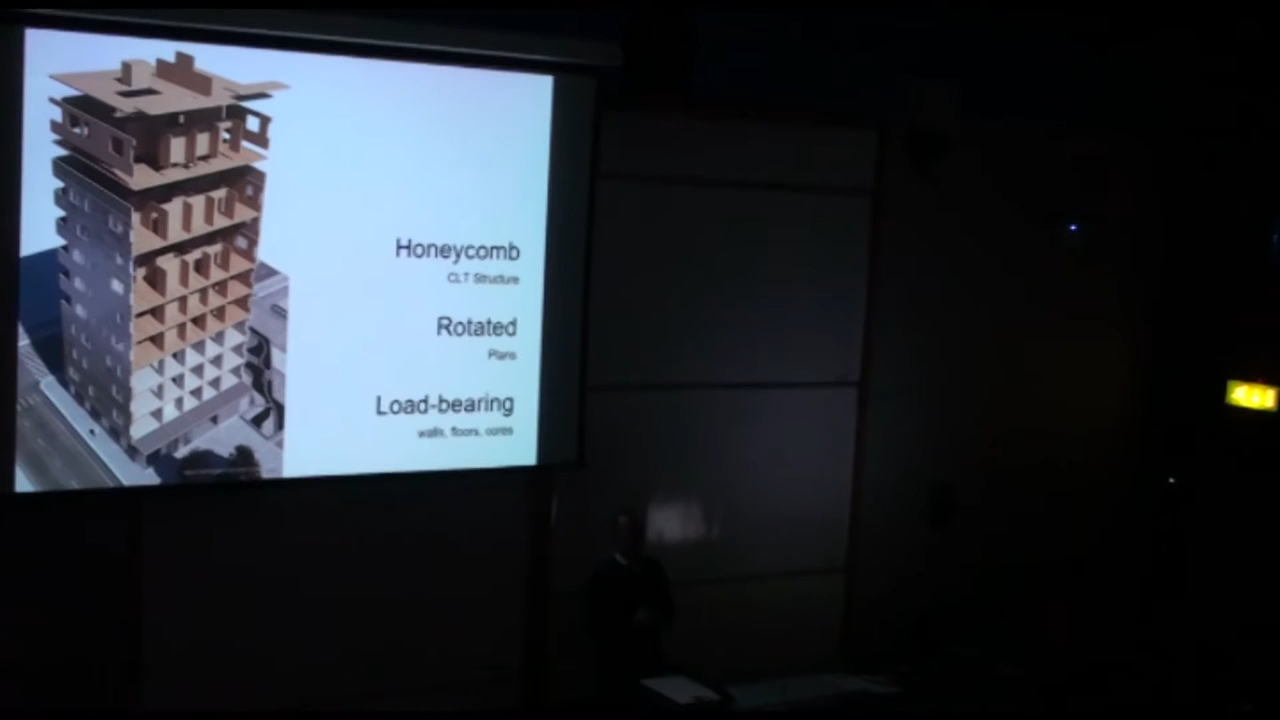 Honeycomb
CLT Structure
Rotated
Plans
Load-bearing
walls, floors, cores